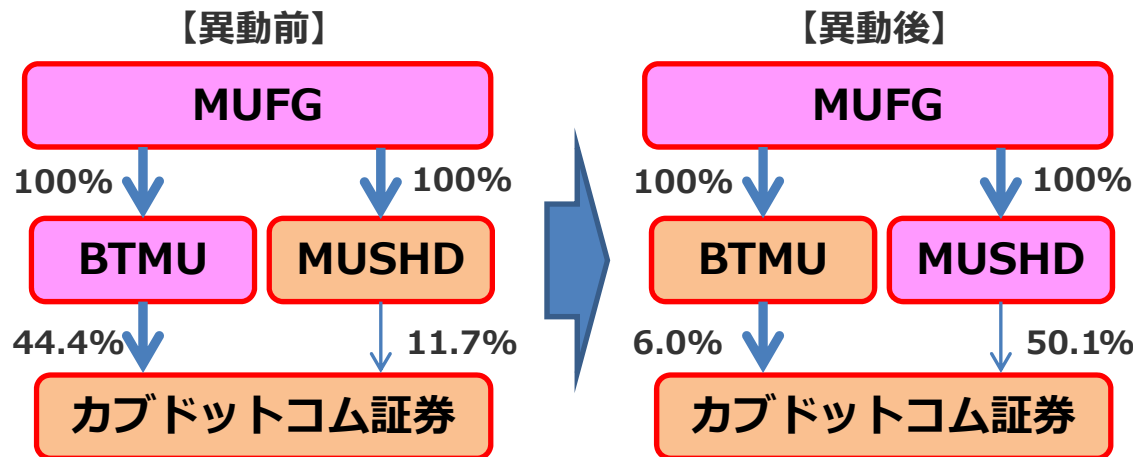 【異動前】
MUFG
100%
100%
BTMU
MUSHD
44.4%
11.7%
カブドットコム証券
【異動後】
MUFG
100%
100%
BTMU
MUSHD
6.0%
50.1%
カブドットコム証券